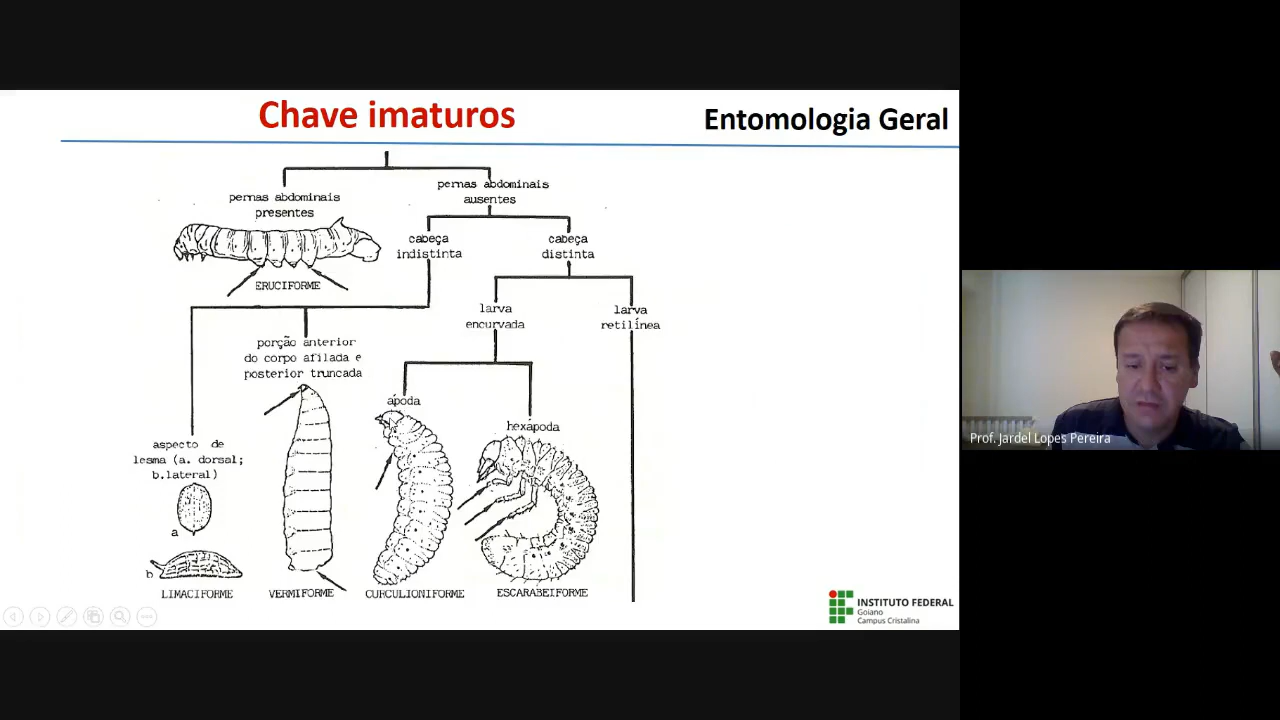 Chave imaturos
Entomologia Geral
pernas abdominais
presentes
pernas abdominais
ausentes
cabeça
indistinta
cabeça
distinta
ERUCIFORME
larva
encurvada
larva
retilínea
porção anterior
do corpo afilada e
posterior truncada
ápoda
hexápoda
aspecto de
lesma (a. dorsal;
b.lateral)
a
b
LIMACIFORME
VERMIFORME
CURCULIONIFORME
ESCARABEIFORME
INSTITUTO FEDERAL
Goiano
Campus Cristalina
Prof. Jardel Lopes Pereira